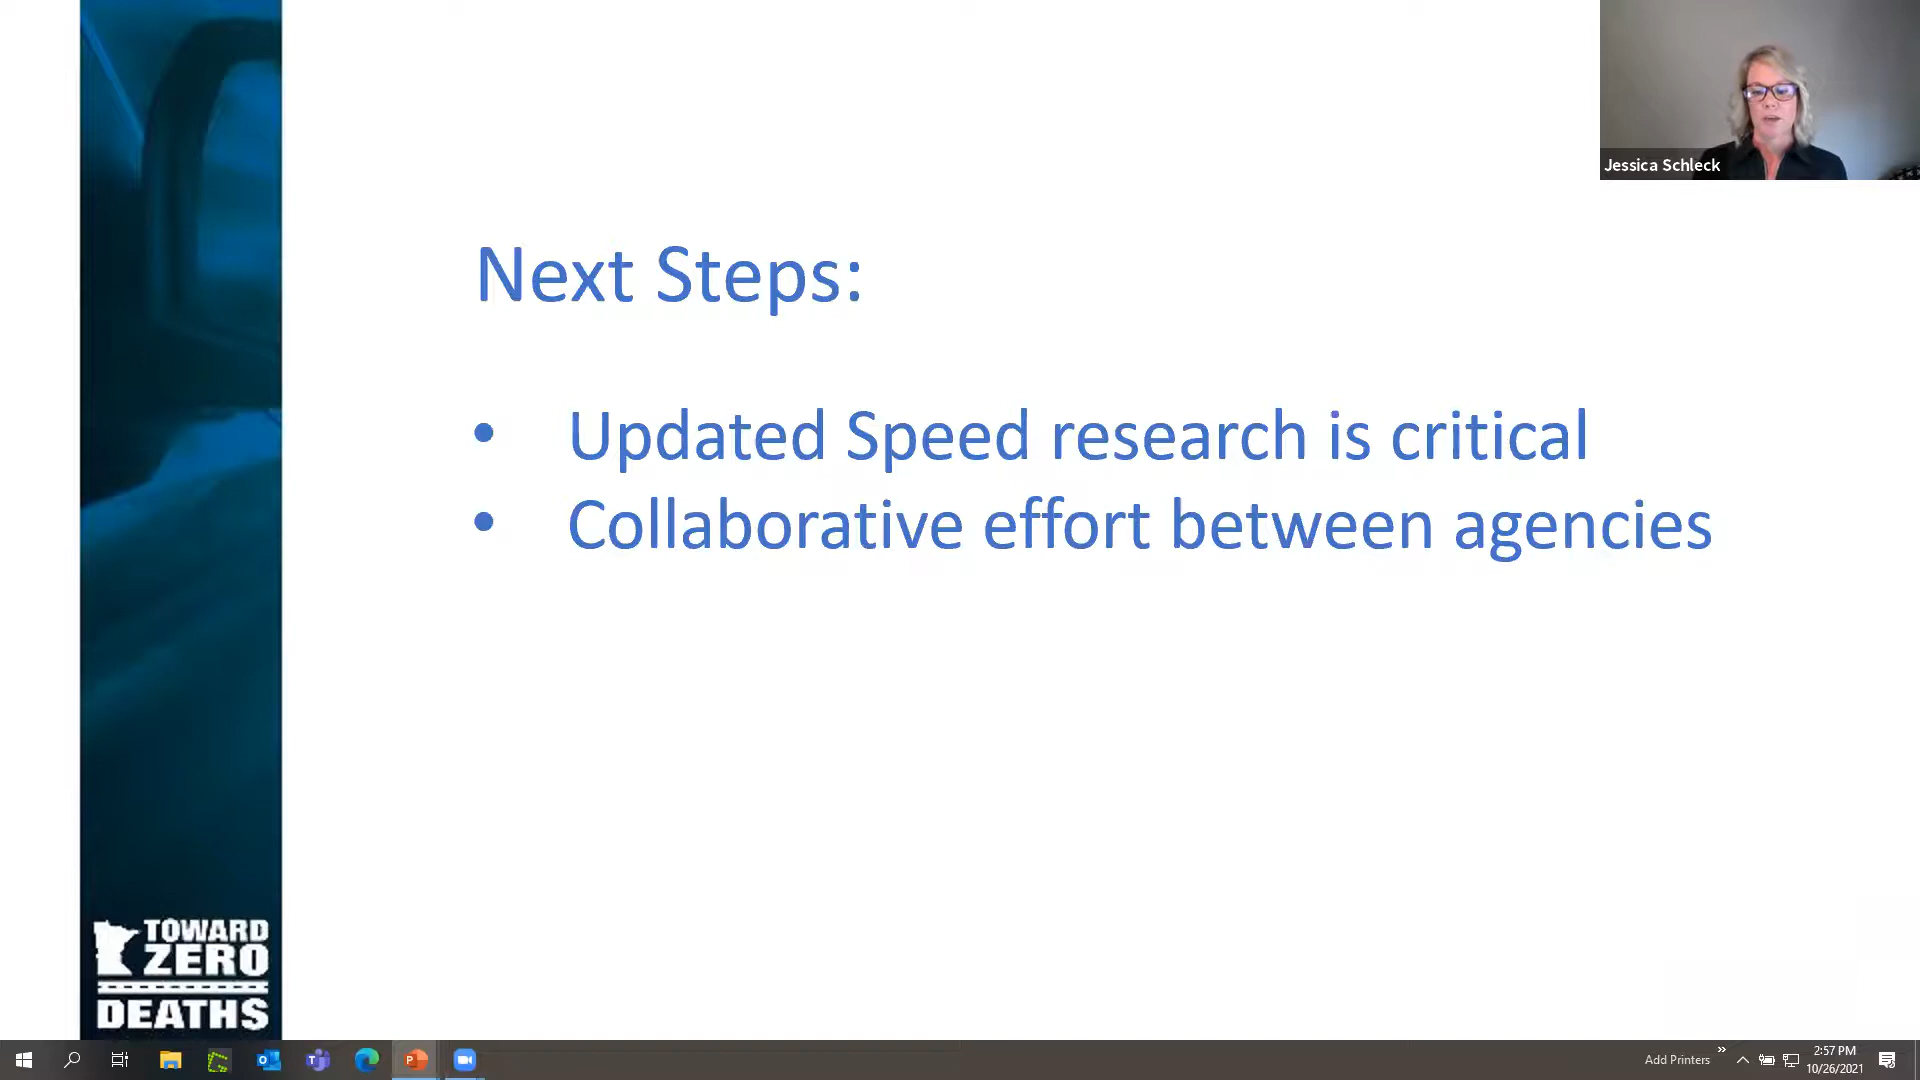 Jessica Schleck
Next Steps:
• Updated Speed research is critical
• Collaborative effort between agencies
TOWARD
ZERO
DEATHS
Add Printers
2:57 PM
10/26/2021